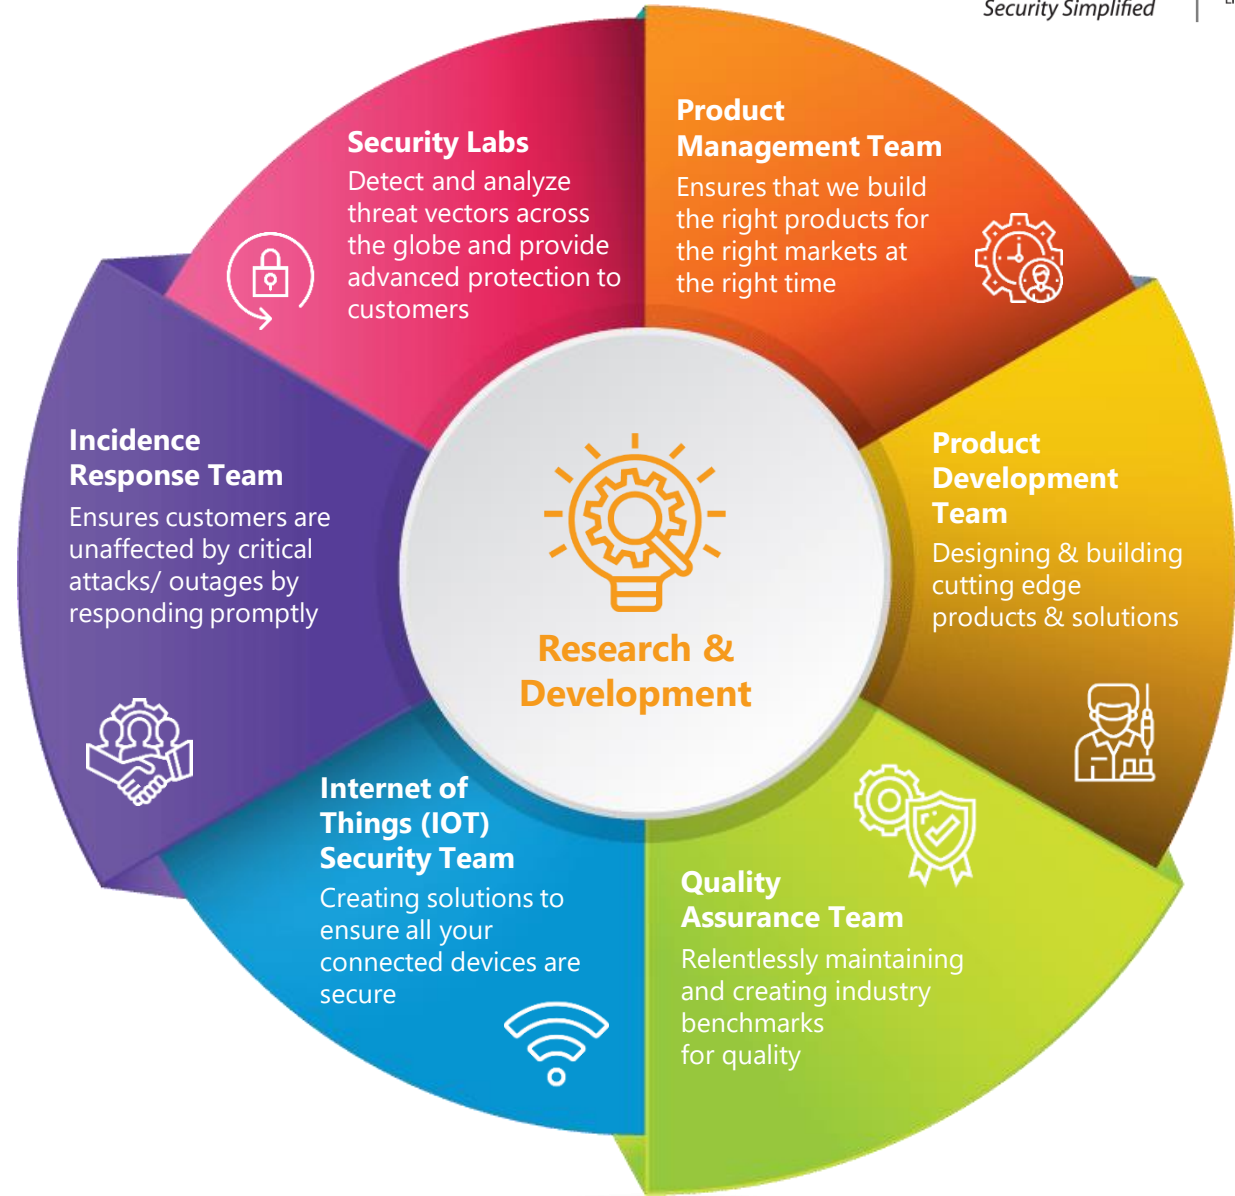 Security Simplified
Security Labs
Detect and analyze
threat vectors across
the globe and provide
advanced protection to
customers
Product
Management Team
Ensures that we build
the right products for
the right markets at
the right time
Incidence
Response Team
Ensures customers are
unaffected by critical
attacks/ outages by
responding promptly
Research &
Development
Product
Development
Team
Designing & building
cutting edge
products & solutions
Internet of
Things (IOT)
Security Team
Creating solutions to
ensure all your
connected devices are
secure
Quality
Assurance Team
Relentlessly maintaining
and creating industry
benchmarks
for quality